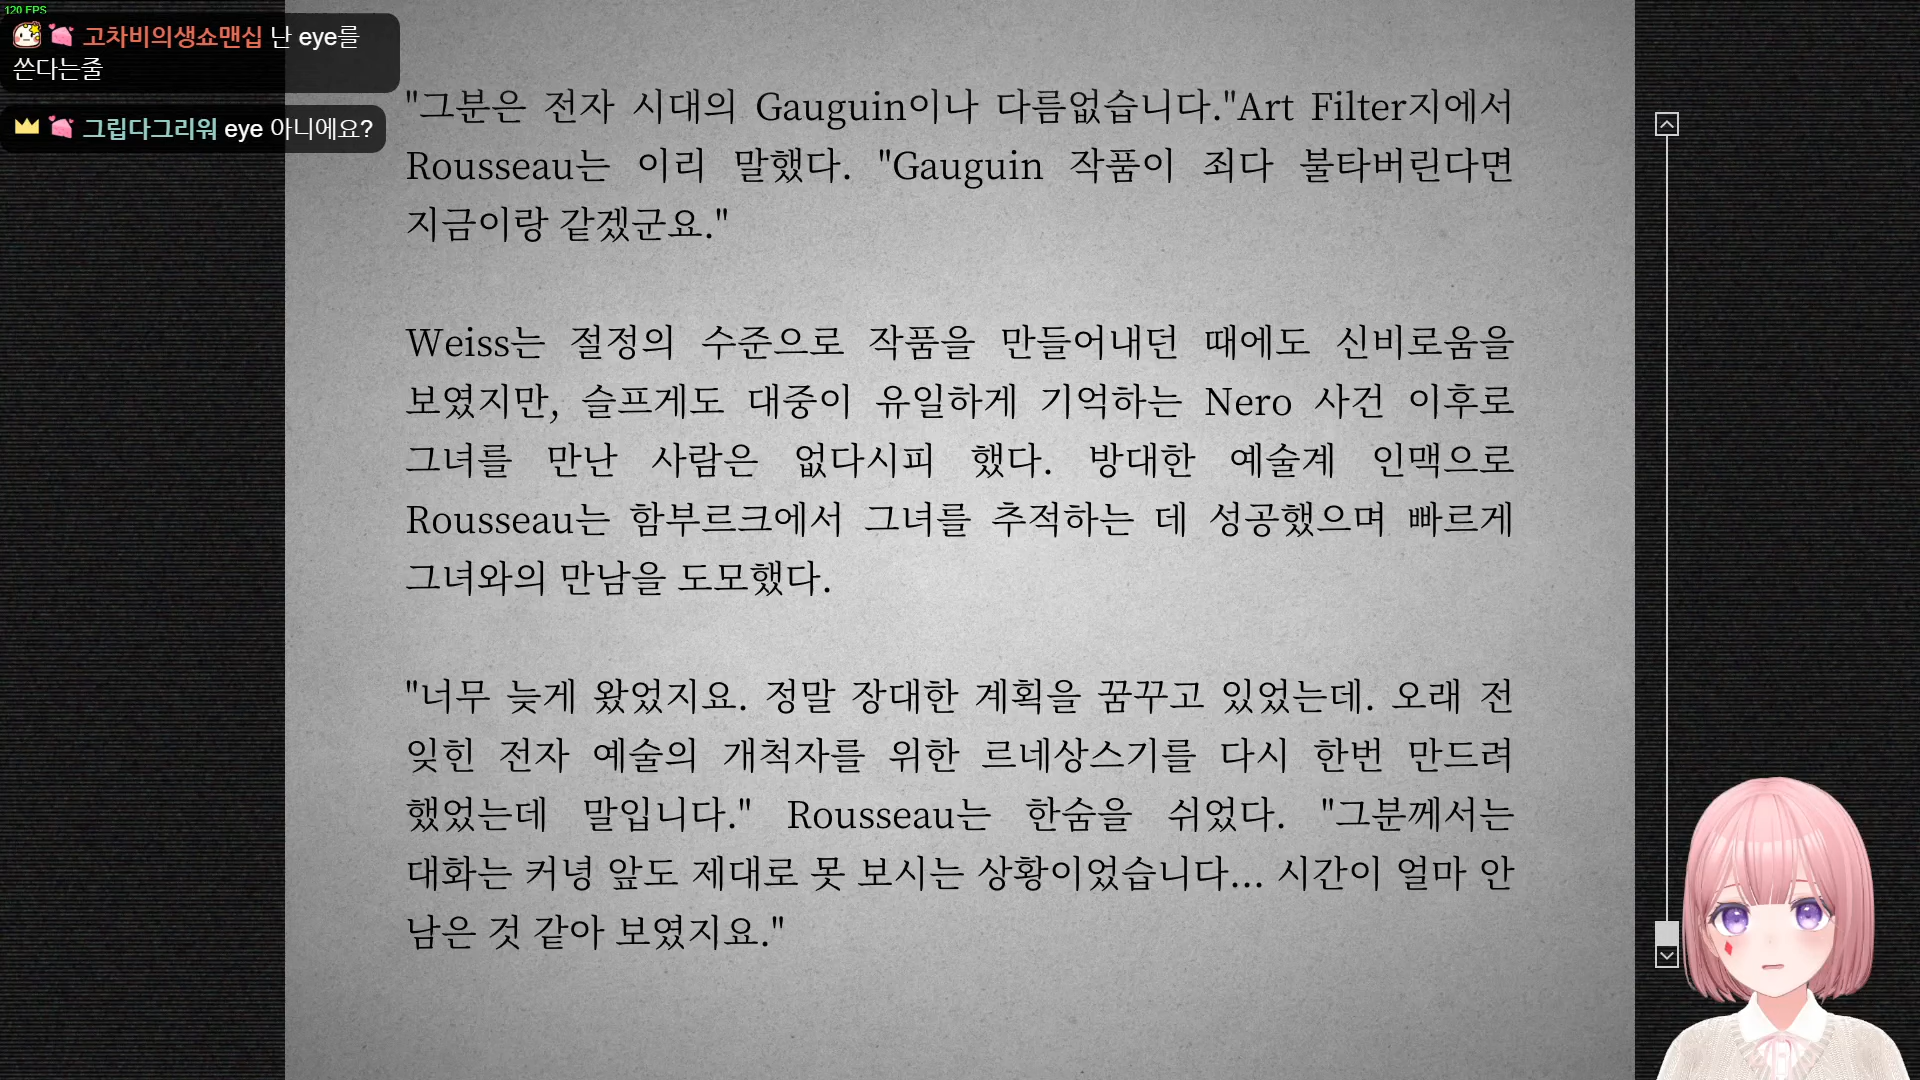 120 FPS
고차비의생쇼맨십 난 eye를
쓴다는줄
그립다그리워 eye 아니에요?
"그분은 전자 시대의 Gauguin이나 다름없습니다."Art Filter지에서
Rousseau는 이리 말했다. "Gauguin 작품이 죄다 불타버린다면
지금이랑 같겠군요."
Weiss는 절정의 수준으로 작품을 만들어내던 때에도 신비로움을
보였지만, 슬프게도 대중이 유일하게 기억하는 Nero 사건 이후로
그녀를 만난 사람은 없다시피 했다. 방대한 예술계 인맥으로
Rousseau는 함부르크에서 그녀를 추적하는 데 성공했으며 빠르게
그녀와의 만남을 도모했다.
"너무 늦게 왔었지요. 정말 장대한 계획을 꿈꾸고 있었는데. 오래 전
잊힌 전자 예술의 개척자를 위한 르네상스기를 다시 한번 만드려
했었는데 말입니다." Rousseau는 한숨을 쉬었다. "그분께서는
대화는 커녕 앞도 제대로 못 보시는 상황이었습니다... 시간이 얼마 안
남은 것 같아 보였지요."